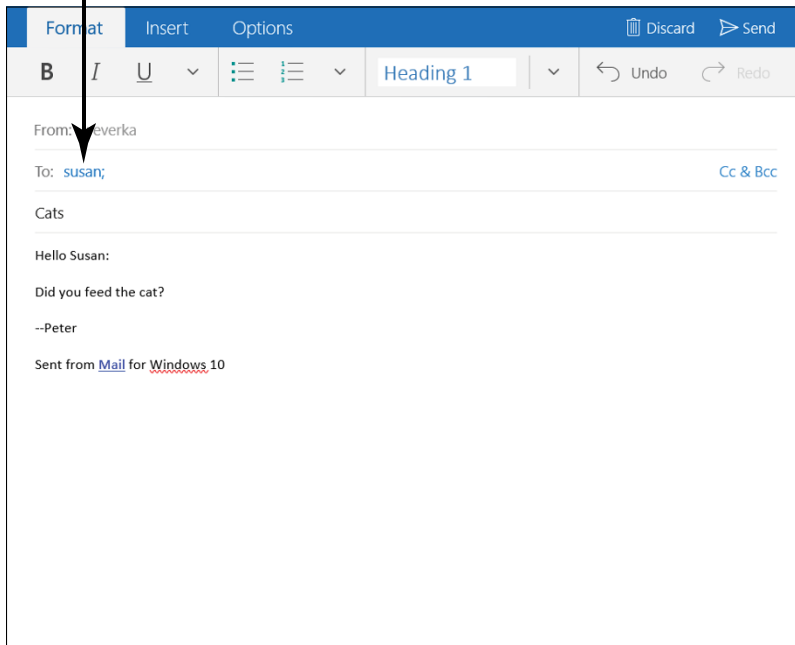 Format Insert Options Discard Send
B I U Heading 1 Undo Redo
From: everka
To: susan; Cc & Bcc
Cats
Hello Susan:
Did you feed the cat?
--Peter
Sent from Mail for Windows 10